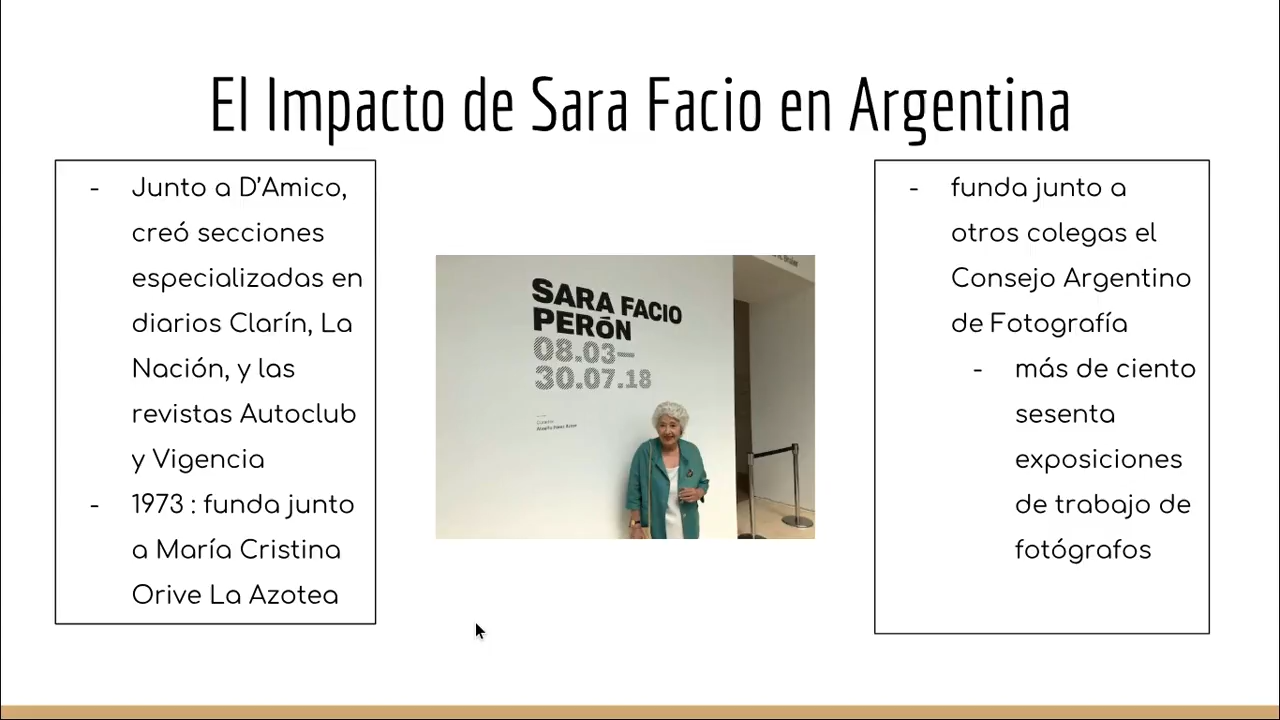 El Impacto de Sara Facio en Argentina
- Junto a D’Amico,
creó secciones
especializadas en
diarios Clarín, La
Nación, y las
revistas Autoclub
y Vigencia
- 1973 : funda junto
a María Cristina
Orive La Azotea
SARA FACIO
PERÓN
08.03—
30.07.18
- funda junto a
otros colegas el
Consejo Argentino
de Fotografía
- más de ciento
sesenta
exposiciones
de trabajo de
fotógrafos